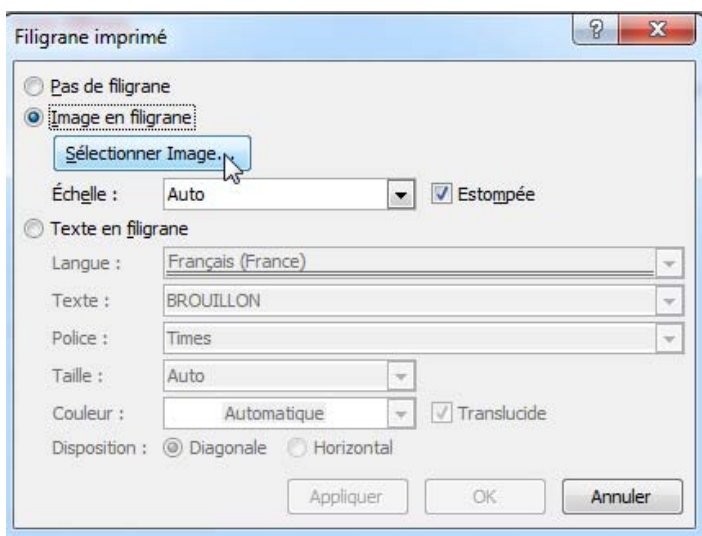 Filigrane imprimé
Pas de filigrane
Image en filigrane
Sélectionner Image...
Échelle : Auto Estompée
Texte en filigrane
Langue : Français (France)
Texte : BROUILLON
Police : Times
Taille : Auto
Couleur : Automatique Translucide
Disposition : Diagonale Horizontal
Appliquer OK Annuler